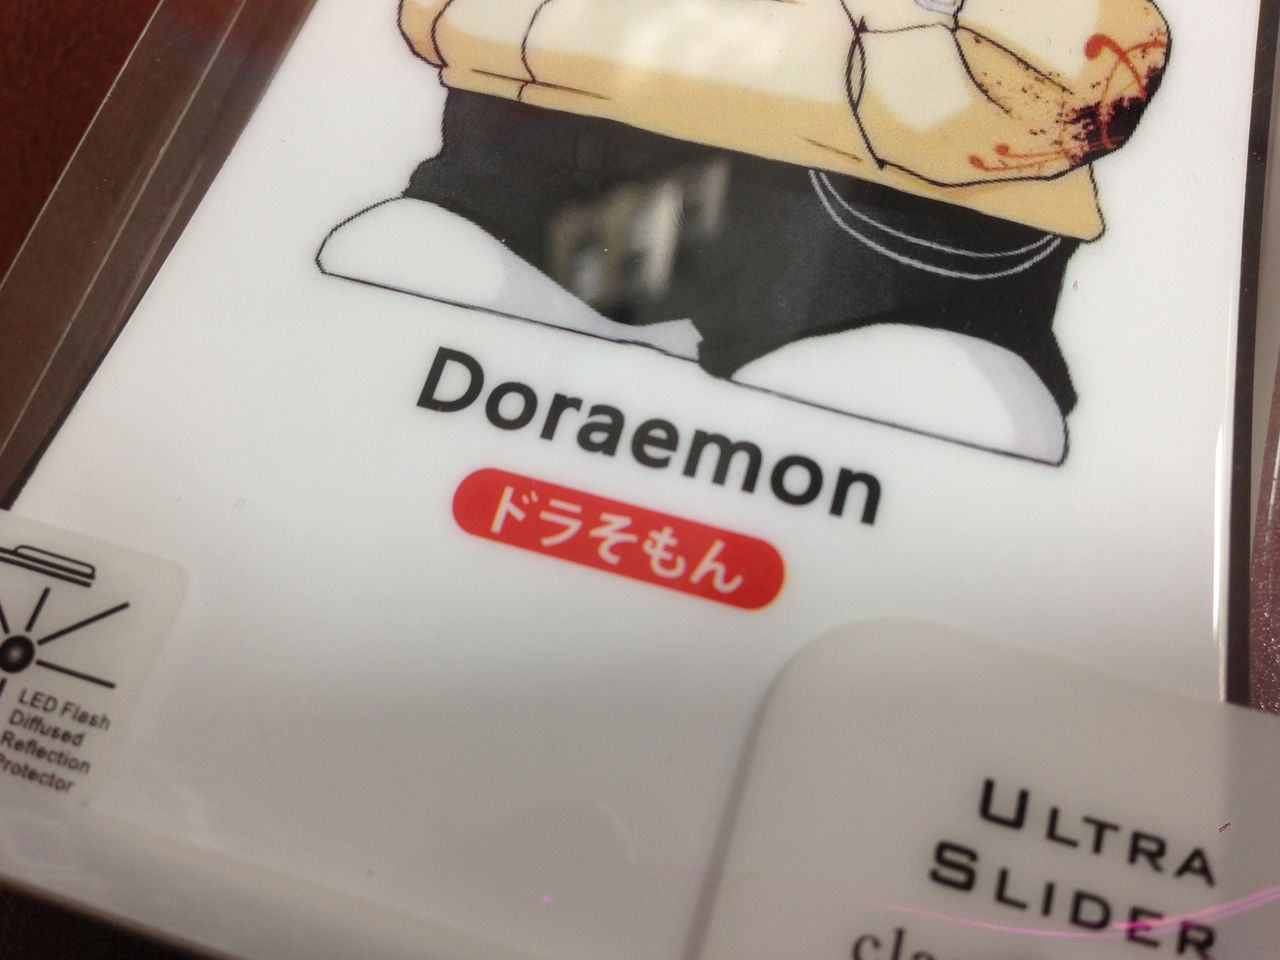 Doraemon
ドラそもん
LED Flash
Diffused
Reflection
Protector
ULTRA
SLIDER